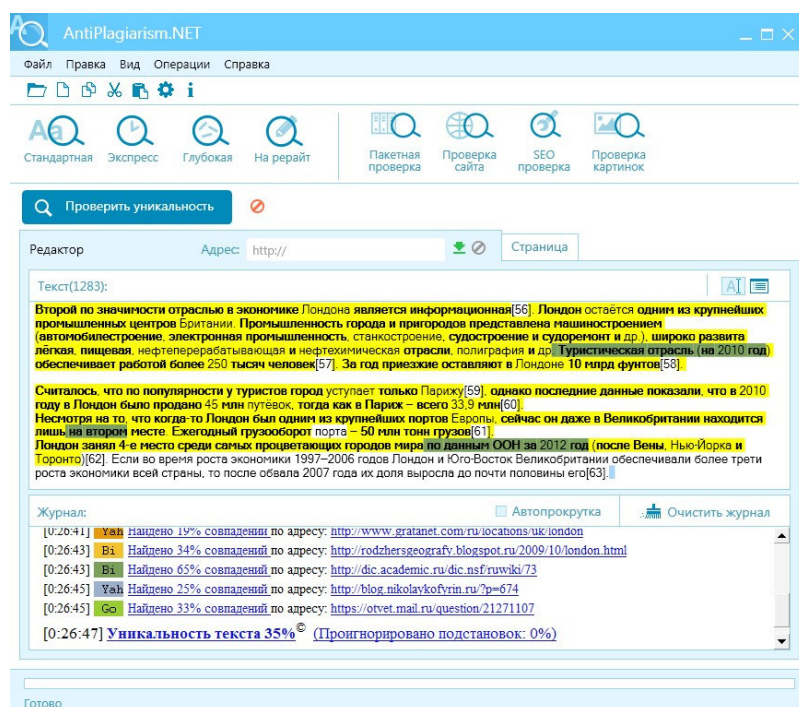 AntiPlagiarism.NET
Файл Правка Вид Операции Справка
Стандартная Экспресс Глубокая На рерайт Пакетная проверка Проверка сайта SEO проверка Проверка картинок
Проверить уникальность
Редактор Адрес: http:// Страница
Текст(1283):
Второй по значимости отраслью в экономике Лондона является информационная[56]. Лондон остаётся одним из крупнейших
промышленных центров Британии. Промышленность города и пригородов представлена машиностроением
(автомобилестроение, электронная промышленность, станкостроение, судостроение и судоремонт и др.), широко развита
лёгкая, пищевая, нефтеперерабатывающая и нефтехимическая отрасли, полиграфия и др. Туристическая отрасль (на 2010 год)
обеспечивает работой более 250 тысяч человек[57]. За год приезжие оставляют в Лондоне 10 млрд фунтов[58].
Считалось, что по популярности у туристов город уступает только Парижу[59], однако последние данные показали, что в 2010
году в Лондон было продано 45 млн путёвок, тогда как в Париж – всего 33,9 млн[60].
Несмотря на то, что когда-то Лондон был одним из крупнейших портов Европы, сейчас он даже в Великобритании находится
лишь на втором месте. Ежегодный грузооборот порта – 50 млн тонн грузов[61].
Лондон занял 4-е место среди самых процветающих городов мира по данным ООН за 2012 год (после Вены, Нью-Йорка и
Торонто)[62]. Если во время роста экономики 1997–2006 годов Лондон и Юго-Восток Великобритании обеспечивали более трети
роста экономики всей страны, то после обвала 2007 года их доля выросла до почти половины его[63].
Журнал: Автопрокрутка Очистить журнал
[0:26:41] Yah Найдено 19% совпадений по адресу: http://www.gratanet.com/ru/locations/uk/london
[0:26:43] Bi Найдено 34% совпадений по адресу: http://rodzhersgeografy.blogspot.ru/2009/10/london.html
[0:26:43] Bi Найдено 65% совпадений по адресу: http://dic.academic.ru/dic.nsf/ruwiki/73
[0:26:45] Yah Найдено 25% совпадений по адресу: http://blog.nikolaykofyrin.ru/?p=674
[0:26:45] Go Найдено 33% совпадений по адресу: https://otvet.mail.ru/question/21271107
[0:26:47] Уникальность текста 35%© (Проигнорировано подстановок: 0%)
Готово